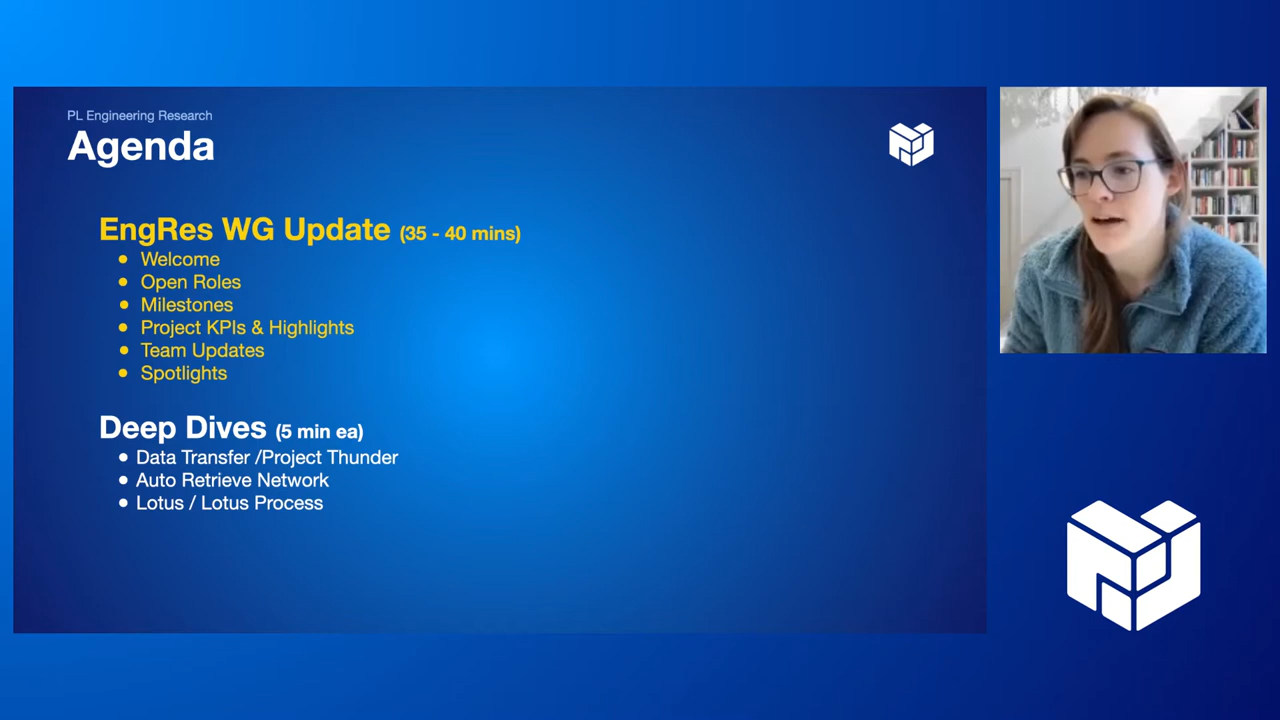 PL Engineering Research
Agenda
EngRes WG Update (35 - 40 mins)
• Welcome
• Open Roles
• Milestones
• Project KPIs & Highlights
• Team Updates
• Spotlights
Deep Dives (5 min ea)
• Data Transfer /Project Thunder
• Auto Retrieve Network
• Lotus / Lotus Process